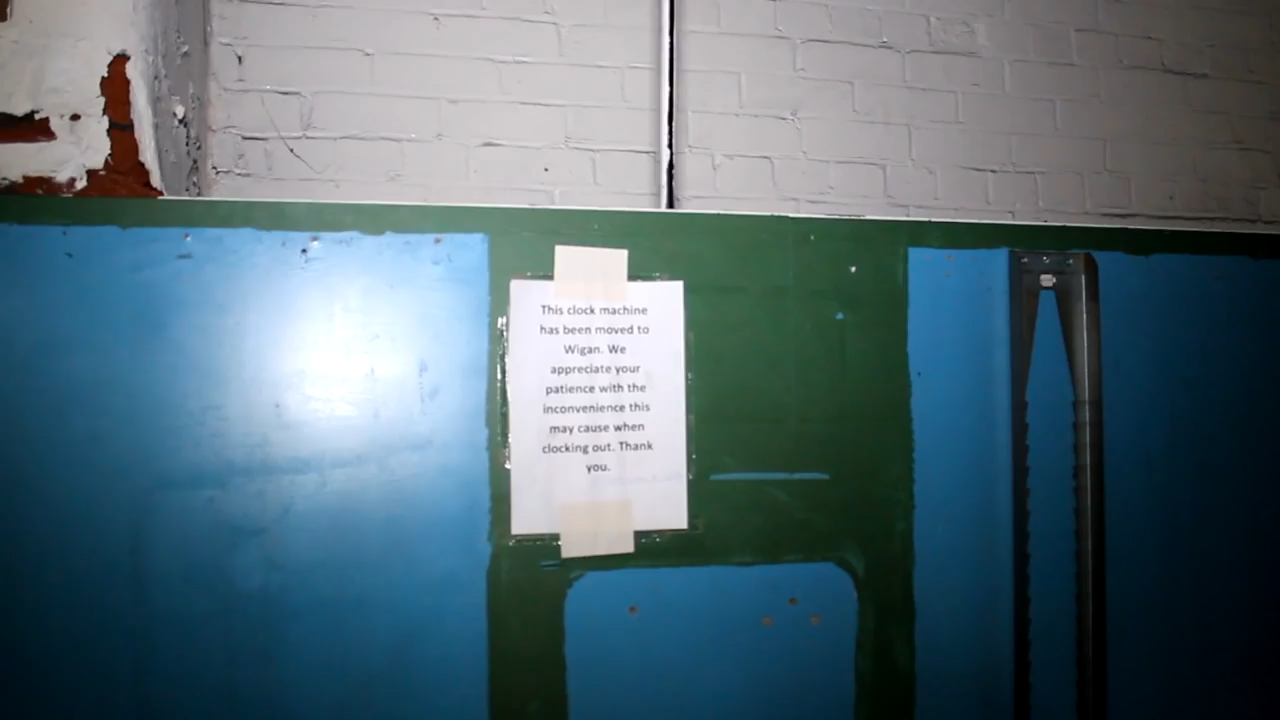 This clock machine
has been moved to
Wigan. We
appreciate your
patience with the
inconvenience this
may cause when
clocking out. Thank
you.